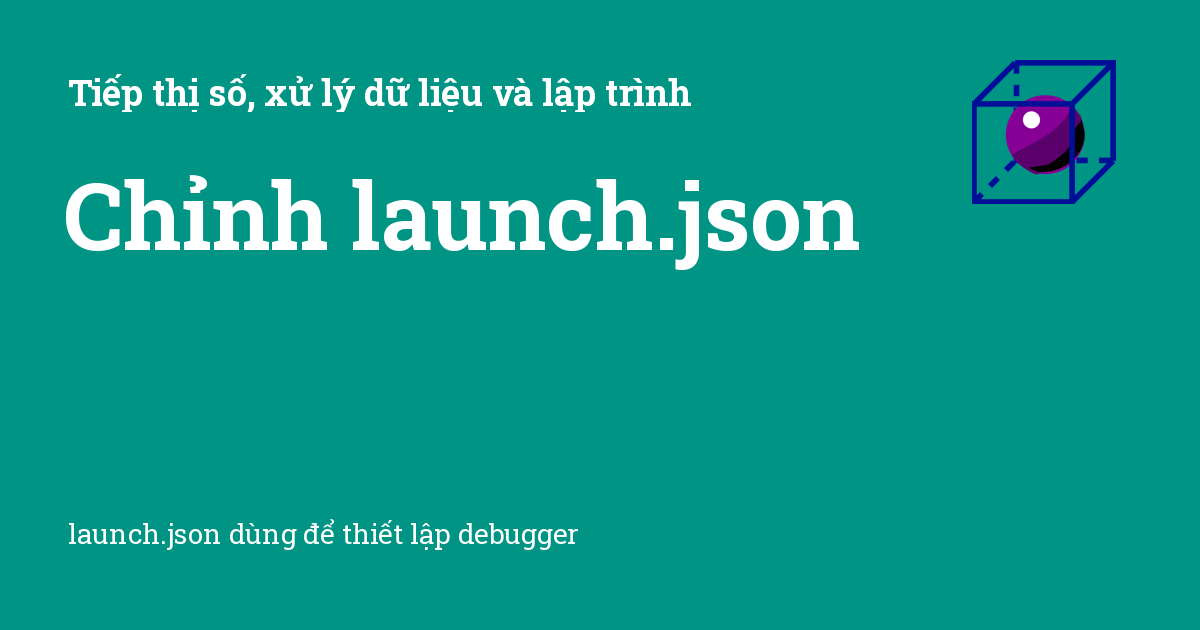 Tiếp thị số, xử lý dữ liệu và lập trình
Chỉnh launch.json
launch.json dùng để thiết lập debugger